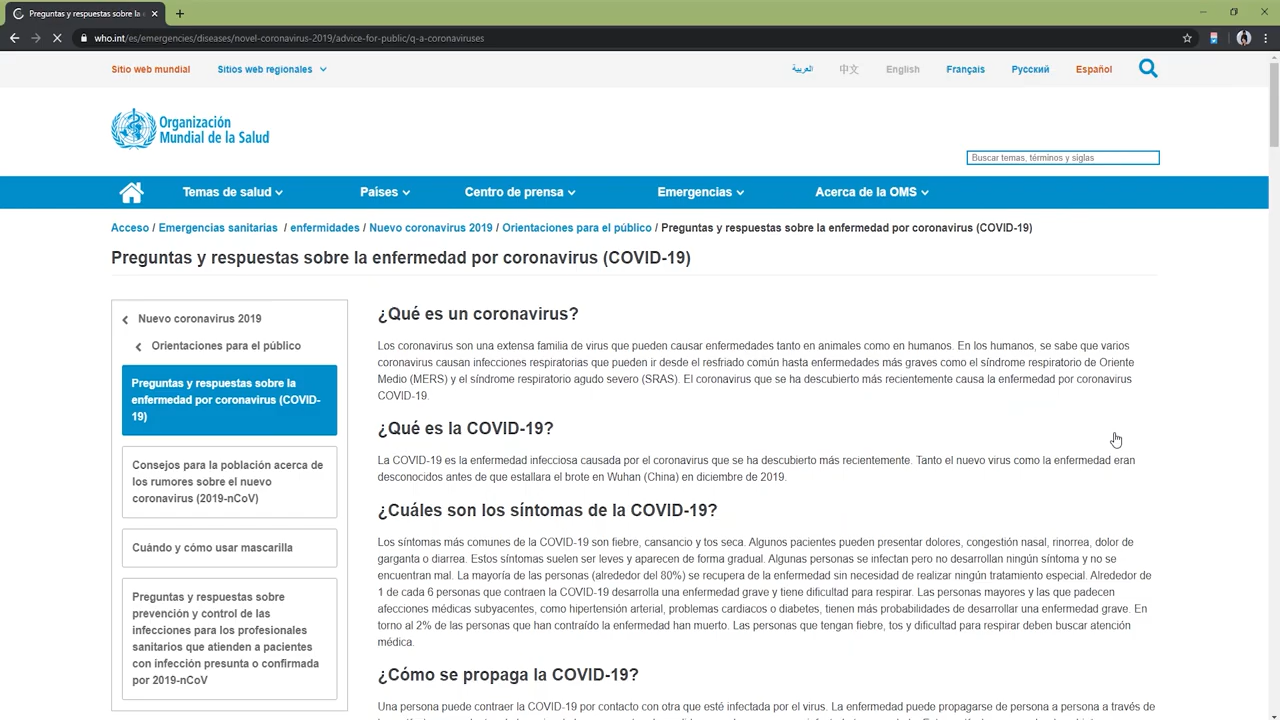 Preguntas y respuestas sobre la e
who.int/es/emergencies/diseases/novel-coronavirus-2019/advice-for-public/q-a-coronaviruses
Sitio web mundial Sitios web regionales العربية 中文 English Français Русский Español
Organización
Mundial de la Salud
Buscar temas, términos y siglas
Temas de salud Países Centro de prensa Emergencias Acerca de la OMS
Acceso / Emergencias sanitarias / enfermidades / Nuevo coronavirus 2019 / Orientaciones para el público / Preguntas y respuestas sobre la enfermedad por coronavirus (COVID-19)
Preguntas y respuestas sobre la enfermedad por coronavirus (COVID-19)
Nuevo coronavirus 2019
Orientaciones para el público
Preguntas y respuestas sobre la
enfermedad por coronavirus (COVID-
19)
Consejos para la población acerca de
los rumores sobre el nuevo
coronavirus (2019-nCoV)
Cuándo y cómo usar mascarilla
Preguntas y respuestas sobre
prevención y control de las
infecciones para los profesionales
sanitarios que atienden a pacientes
con infección presunta o confirmada
por 2019-nCoV
¿Qué es un coronavirus?
Los coronavirus son una extensa familia de virus que pueden causar enfermedades tanto en animales como en humanos. En los humanos, se sabe que varios
coronavirus causan infecciones respiratorias que pueden ir desde el resfriado común hasta enfermedades más graves como el síndrome respiratorio de Oriente
Medio (MERS) y el síndrome respiratorio agudo severo (SRAS). El coronavirus que se ha descubierto más recientemente causa la enfermedad por coronavirus
COVID-19.
¿Qué es la COVID-19?
La COVID-19 es la enfermedad infecciosa causada por el coronavirus que se ha descubierto más recientemente. Tanto el nuevo virus como la enfermedad eran
desconocidos antes de que estallara el brote en Wuhan (China) en diciembre de 2019.
¿Cuáles son los síntomas de la COVID-19?
Los síntomas más comunes de la COVID-19 son fiebre, cansancio y tos seca. Algunos pacientes pueden presentar dolores, congestión nasal, rinorrea, dolor de
garganta o diarrea. Estos síntomas suelen ser leves y aparecen de forma gradual. Algunas personas se infectan pero no desarrollan ningún síntoma y no se
encuentran mal. La mayoría de las personas (alrededor del 80%) se recupera de la enfermedad sin necesidad de realizar ningún tratamiento especial. Alrededor de
1 de cada 6 personas que contraen la COVID-19 desarrolla una enfermedad grave y tiene dificultad para respirar. Las personas mayores y las que padecen
afecciones médicas subyacentes, como hipertensión arterial, problemas cardiacos o diabetes, tienen más probabilidades de desarrollar una enfermedad grave. En
torno al 2% de las personas que han contraído la enfermedad han muerto. Las personas que tengan fiebre, tos y dificultad para respirar deben buscar atención
médica.
¿Cómo se propaga la COVID-19?
Una persona puede contraer la COVID-19 por contacto con otra que esté infectada por el virus. La enfermedad puede propagarse de persona a persona a través de